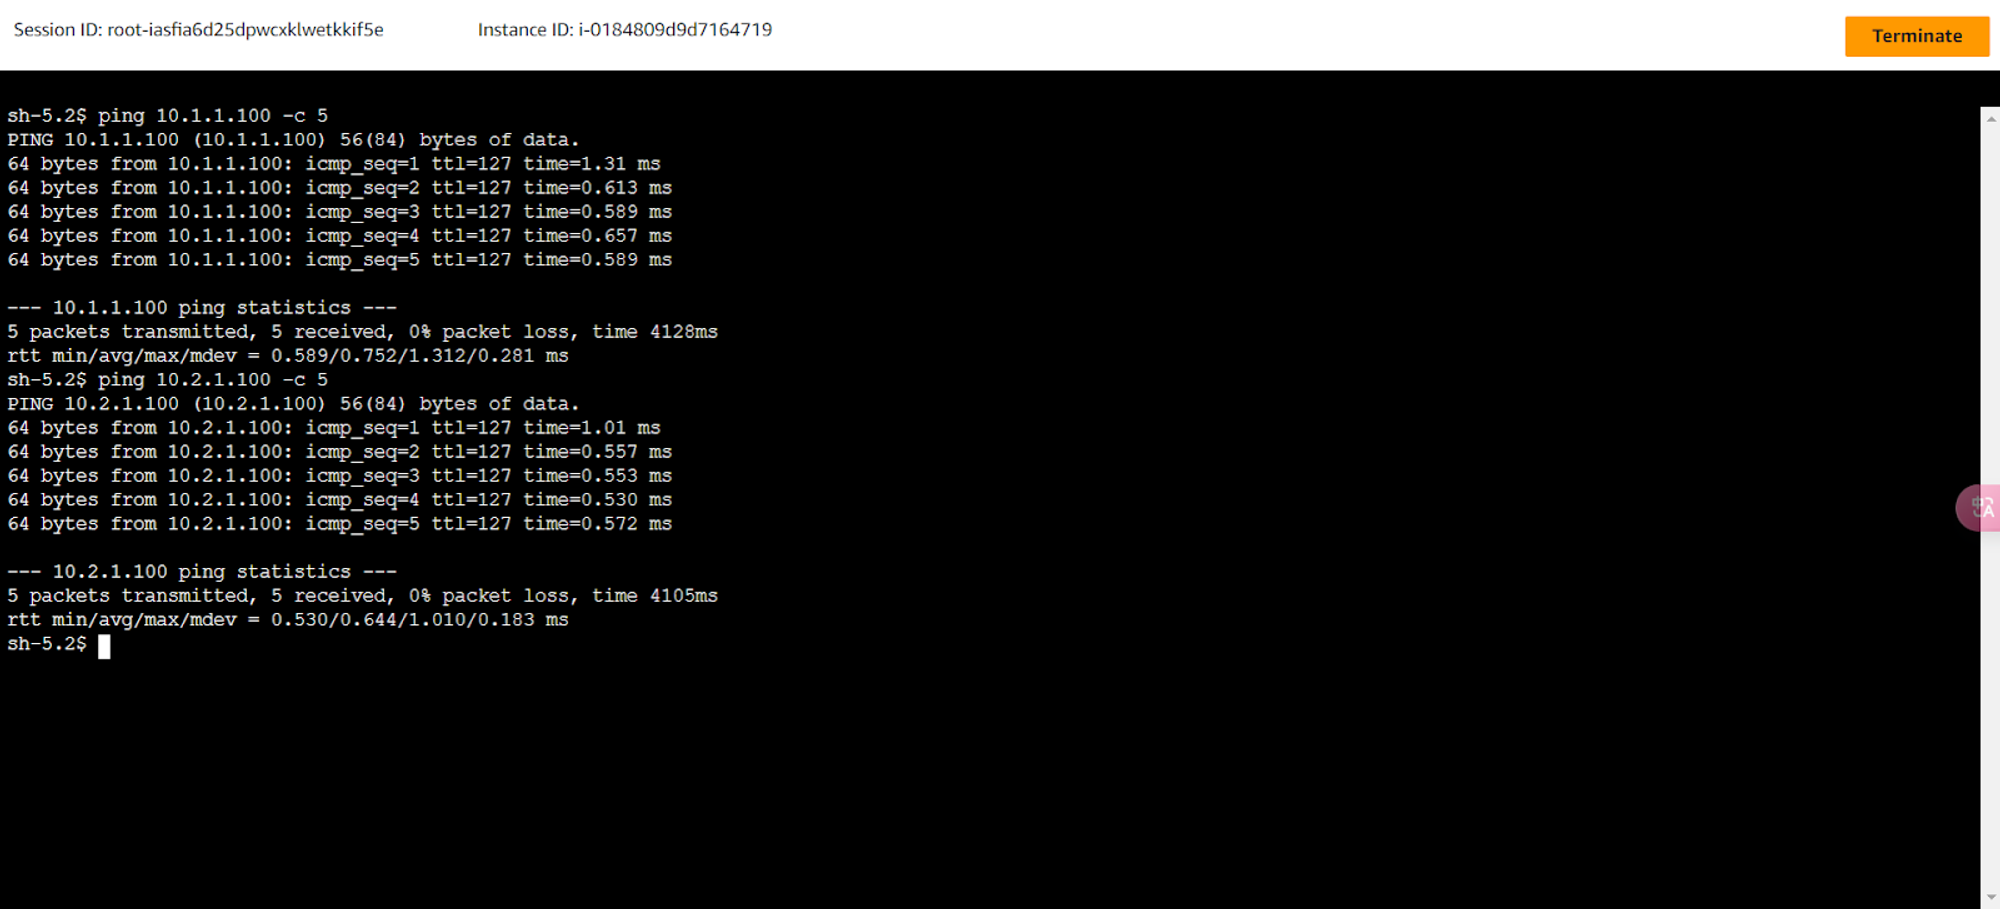 Session ID: root-iasfia6d25dpwcxklwetkkif5e Instance ID: i-0184809d9d7164719 Terminate
sh-5.2$ ping 10.1.1.100 -c 5
PING 10.1.1.100 (10.1.1.100) 56(84) bytes of data.
64 bytes from 10.1.1.100: icmp_seq=1 ttl=127 time=1.31 ms
64 bytes from 10.1.1.100: icmp_seq=2 ttl=127 time=0.613 ms
64 bytes from 10.1.1.100: icmp_seq=3 ttl=127 time=0.589 ms
64 bytes from 10.1.1.100: icmp_seq=4 ttl=127 time=0.657 ms
64 bytes from 10.1.1.100: icmp_seq=5 ttl=127 time=0.589 ms
--- 10.1.1.100 ping statistics ---
5 packets transmitted, 5 received, 0% packet loss, time 4128ms
rtt min/avg/max/mdev = 0.589/0.752/1.312/0.281 ms
sh-5.2$ ping 10.2.1.100 -c 5
PING 10.2.1.100 (10.2.1.100) 56(84) bytes of data.
64 bytes from 10.2.1.100: icmp_seq=1 ttl=127 time=1.01 ms
64 bytes from 10.2.1.100: icmp_seq=2 ttl=127 time=0.557 ms
64 bytes from 10.2.1.100: icmp_seq=3 ttl=127 time=0.553 ms
64 bytes from 10.2.1.100: icmp_seq=4 ttl=127 time=0.530 ms
64 bytes from 10.2.1.100: icmp_seq=5 ttl=127 time=0.572 ms
--- 10.2.1.100 ping statistics ---
5 packets transmitted, 5 received, 0% packet loss, time 4105ms
rtt min/avg/max/mdev = 0.530/0.644/1.010/0.183 ms
sh-5.2$